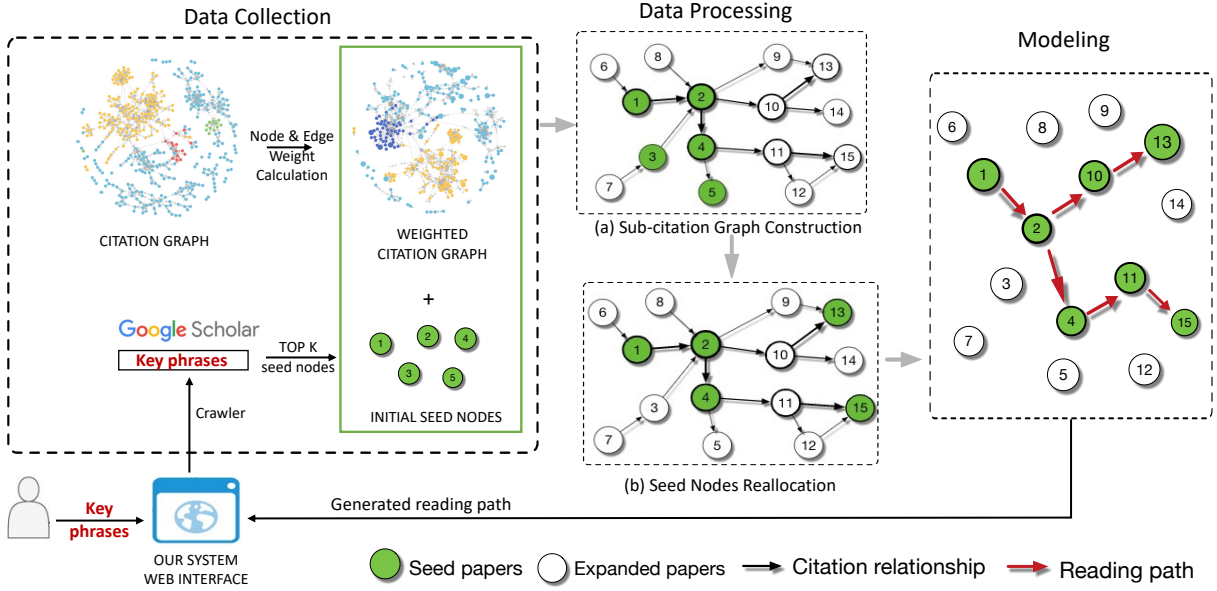 Data Collection
Data Processing
Modeling
Node & Edge
Weight
Calculation
CITATION GRAPH
WEIGHTED
CITATION GRAPH
+
Google Scholar
Key phrases
TOP K
seed nodes
1
2
4
3
5
INITIAL SEED NODES
Crawler
6
8
9
13
1
2
10
14
3
4
11
15
7
5
12
(a) Sub-citation Graph Construction
6
8
9
13
1
2
10
14
3
4
11
15
7
5
12
(b) Seed Nodes Reallocation
6
8
9
13
1
10
14
2
3
11
4
15
7
5
12
Generated reading path
Key
phrases
OUR SYSTEM
WEB INTERFACE
Seed papers
Expanded papers
Citation relationship
Reading path